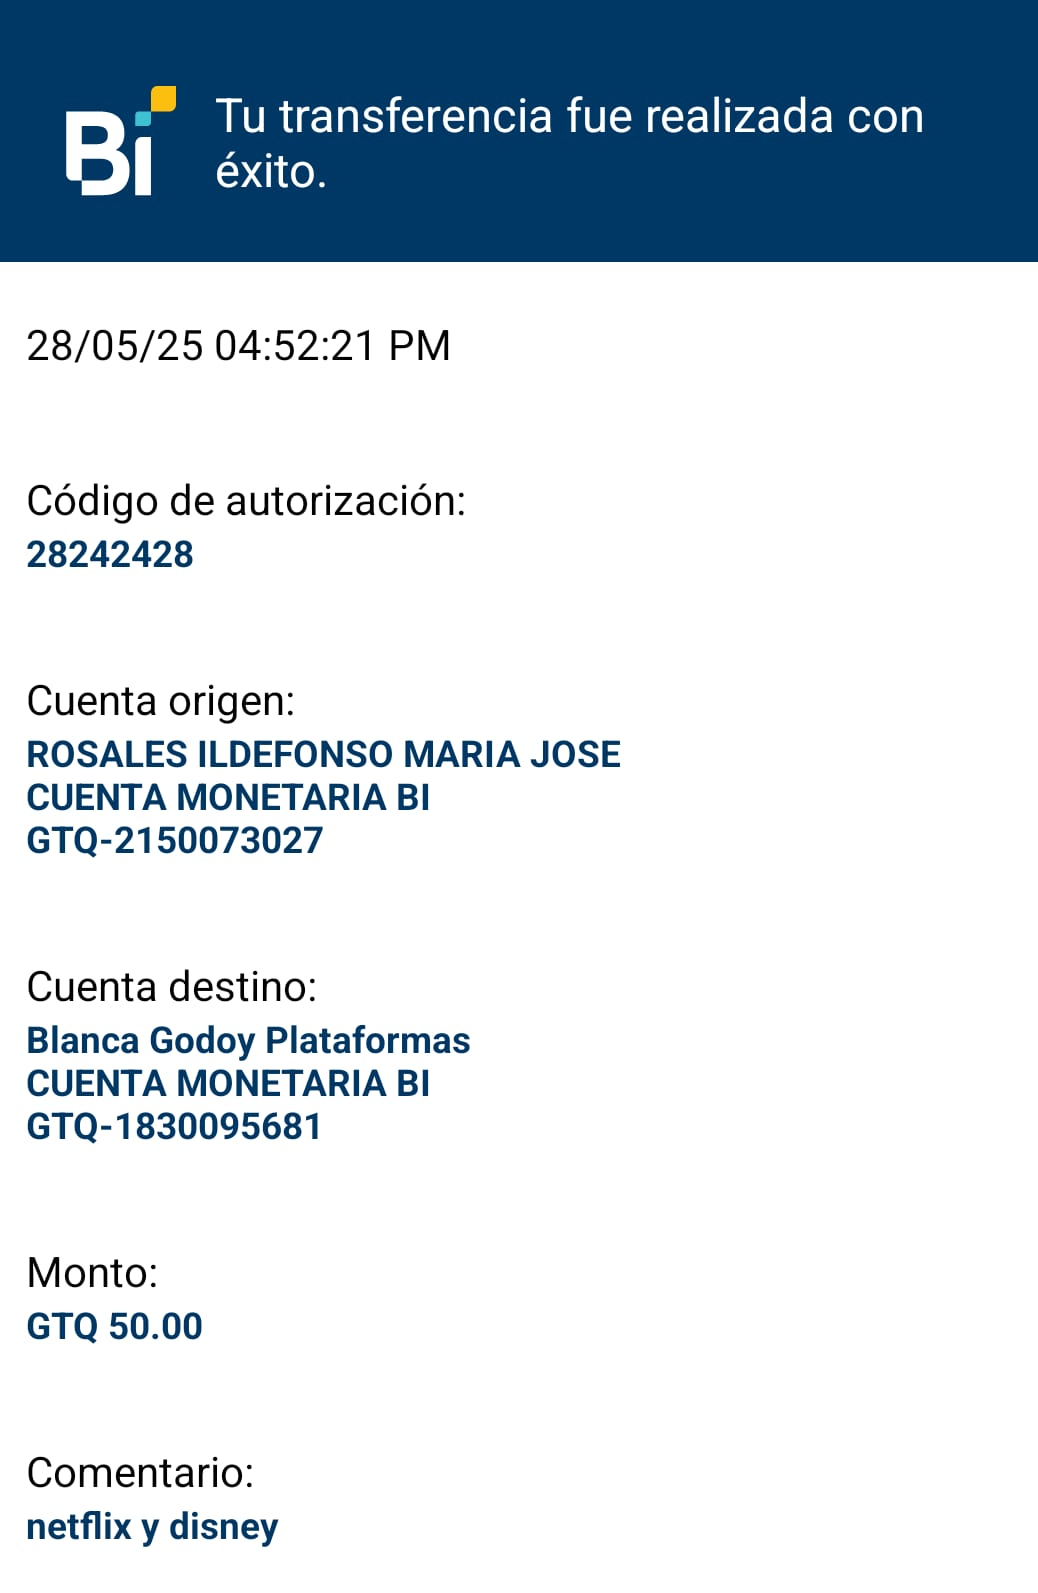 Bi
Tu transferencia fue realizada con
éxito.
28/05/25 04:52:21 PM
Código de autorización:
28242428
Cuenta origen:
ROSALES ILDEFONSO MARIA JOSE
CUENTA MONETARIA BI
GTQ-2150073027
Cuenta destino:
Blanca Godoy Plataformas
CUENTA MONETARIA BI
GTQ-1830095681
Monto:
GTQ 50.00
Comentario:
netflix y disney